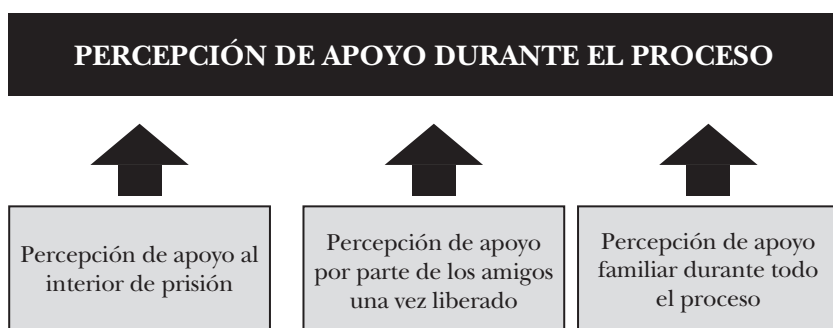 PERCEPCIÓN DE APOYO DURANTE EL PROCESO
Percepción de apoyo al
interior de prisión
Percepción de apoyo
por parte de los amigos
una vez liberado
Percepción de apoyo
familiar durante todo
el proceso